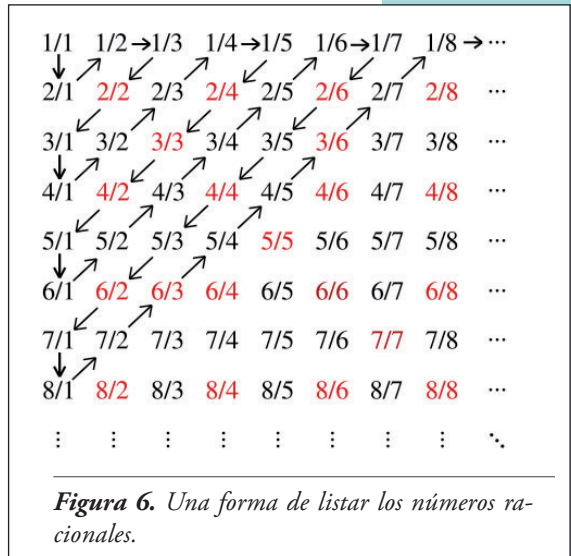 1/1 1/2 → 1/3 1/4 → 1/5 1/6 → 1/7 1/8 → ⋯
2/1 2/2 2/3 2/4 2/5 2/6 2/7 2/8 ⋯
3/1 3/2 3/3 3/4 3/5 3/6 3/7 3/8 ⋯
4/1 4/2 4/3 4/4 4/5 4/6 4/7 4/8 ⋯
5/1 5/2 5/3 5/4 5/5 5/6 5/7 5/8 ⋯
6/1 6/2 6/3 6/4 6/5 6/6 6/7 6/8 ⋯
7/1 7/2 7/3 7/4 7/5 7/6 7/7 7/8 ⋯
8/1 8/2 8/3 8/4 8/5 8/6 8/7 8/8 ⋯
⋮ ⋮ ⋮ ⋮ ⋮ ⋮ ⋮ ⋮ ⋱
Figura 6. Una forma de listar los números ra-
cionales.